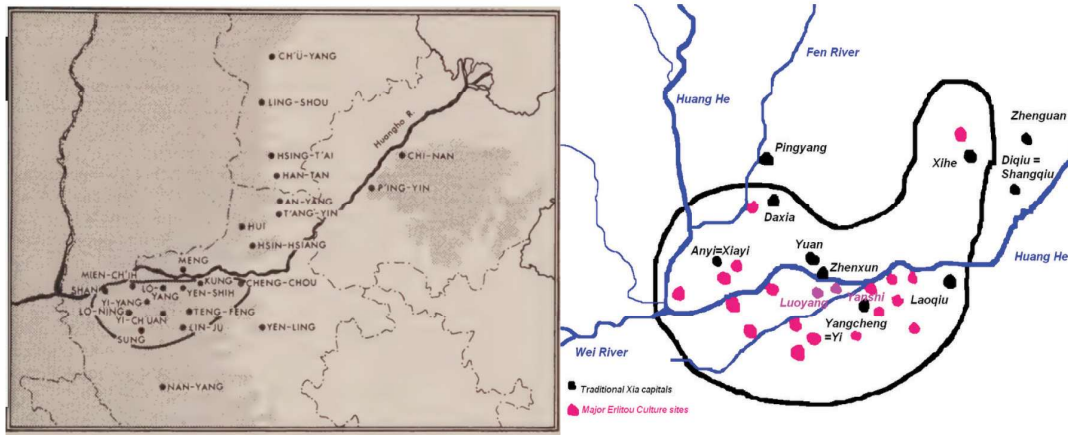 CH'Ü-YANG
LING-SHOU
Huangho R.
HSING-T'AI
CHI-NAN
HAN-TAN
P'ING-YIN
AN-YANG
T'ANG-YIN
HUI
HSIN-HSIANG
MENG
MIEN-CH'IH
KUNG
CHENG-CHOU
SHAN
LO-
YANG
YEN-SHIH
YI-YANG
LO-NING
TENG-FENG
YI-CH'UAN
LIN-JU
YEN-LING
SUNG
NAN-YANG
Fen River
Huang He
Zhenguan
Pingyang
Xihe
Diqiu =
Shangqiu
Daxia
Anyi=Xiayi
Yuan
Huang He
Zhenxun
Luoyang
Yanshi
Laoqiu
Yangcheng
=Yi
Wei River
Traditional Xia capitals
Major Erlitou Culture sites